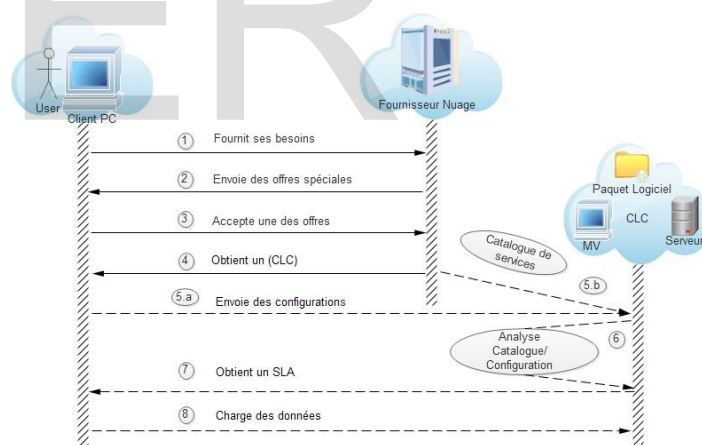 ER
User
Client PC
Fournisseur Nuage
Paquet Logiciel
CLC
MV
Serveur
1 Fournit ses besoins
2 Envoie des offres spéciales
3 Accepte une des offres
4 Obtient un (CLC)
Catalogue de
services
5.b
5.a Envoie des configurations
6
Analyse
Catalogue/
Configuration
7 Obtient un SLA
8 Charge des données